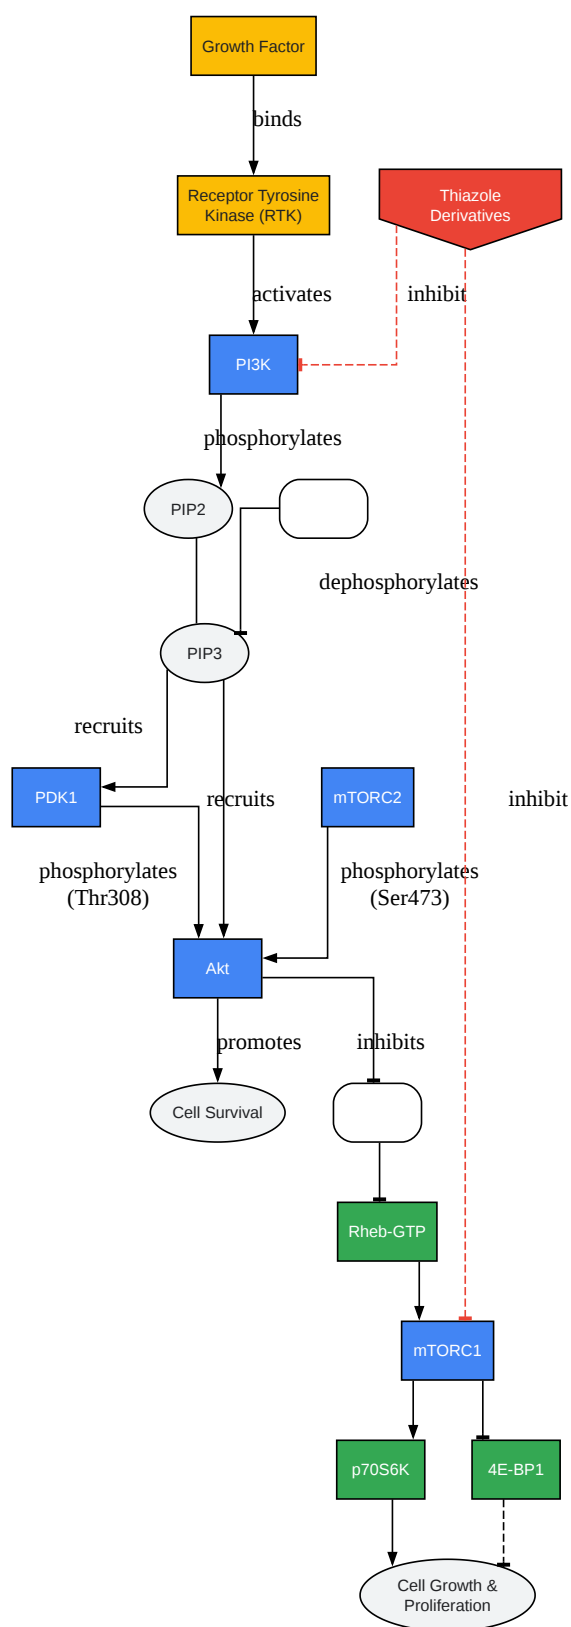 Growth Factor
binds
Receptor Tyrosine
Kinase (RTK)
Thiazole
Derivatives
activates
inhibit
PI3K
phosphorylates
PIP2
dephosphorylates
PIP3
recruits
PDK1
recruits
mTORC2
inhibit
phosphorylates
(Thr308)
phosphorylates
(Ser473)
Akt
promotes
inhibits
Cell Survival
Rheb-GTP
mTORC1
p70S6K
4E-BP1
Cell Growth &
Proliferation